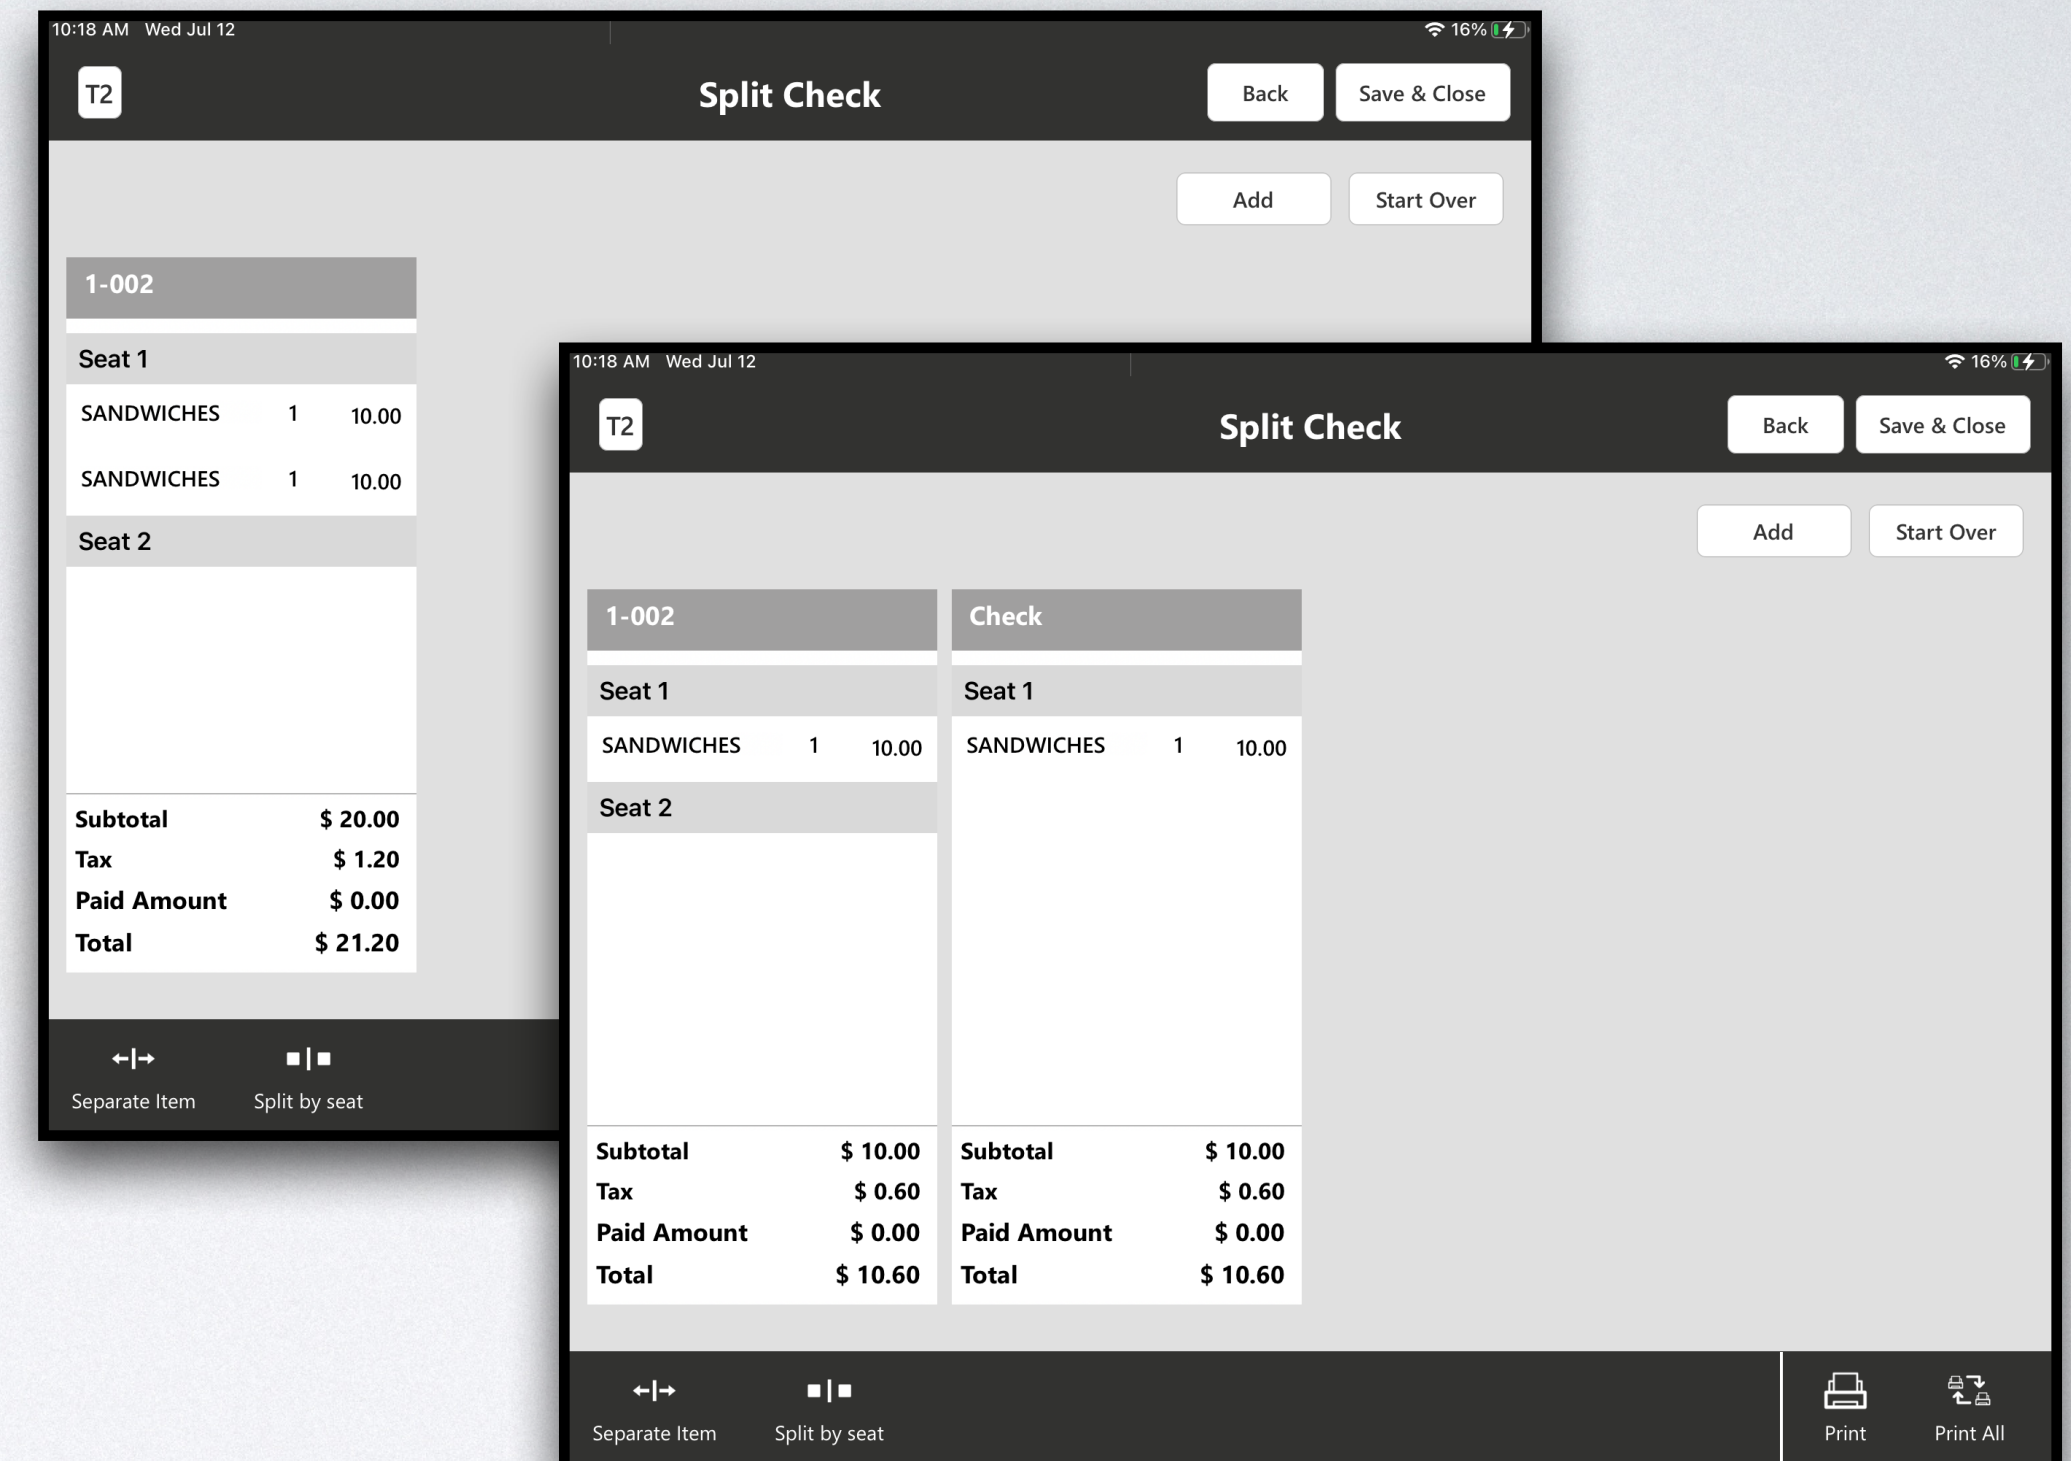 10:18 AM Wed Jul 12 16%
T2 Split Check Back Save & Close
Add Start Over
1-002
Seat 1
SANDWICHES 1 10.00
SANDWICHES 1 10.00
Seat 2
Subtotal $ 20.00
Tax $ 1.20
Paid Amount $ 0.00
Total $ 21.20
Separate Item Split by seat
10:18 AM Wed Jul 12 16%
T2 Split Check Back Save & Close
Add Start Over
1-002 Check
Seat 1 Seat 1
SANDWICHES 1 10.00 SANDWICHES 1 10.00
Seat 2
Subtotal $ 10.00 Subtotal $ 10.00
Tax $ 0.60 Tax $ 0.60
Paid Amount $ 0.00 Paid Amount $ 0.00
Total $ 10.60 Total $ 10.60
Separate Item Split by seat Print Print All